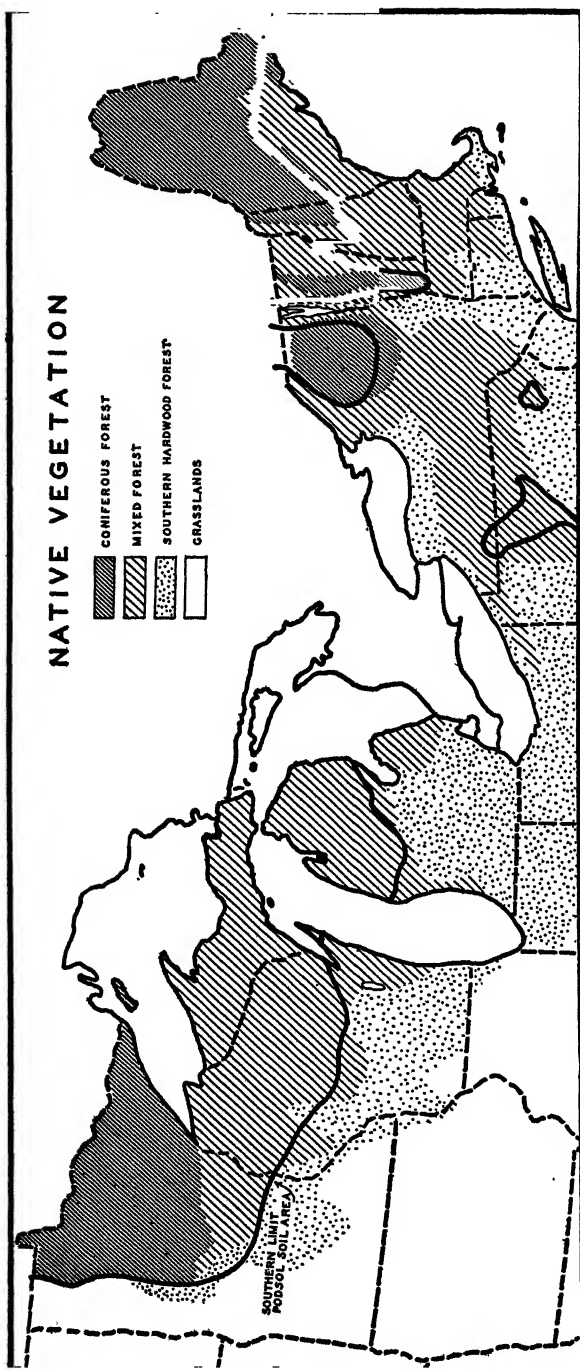 NATIVE VEGETATION
CONIFEROUS FOREST
MIXED FOREST
SOUTHERN HARDWOOD FOREST
GRASSLANDS
SOUTHERN LIMIT
PODSOL SOIL AREA